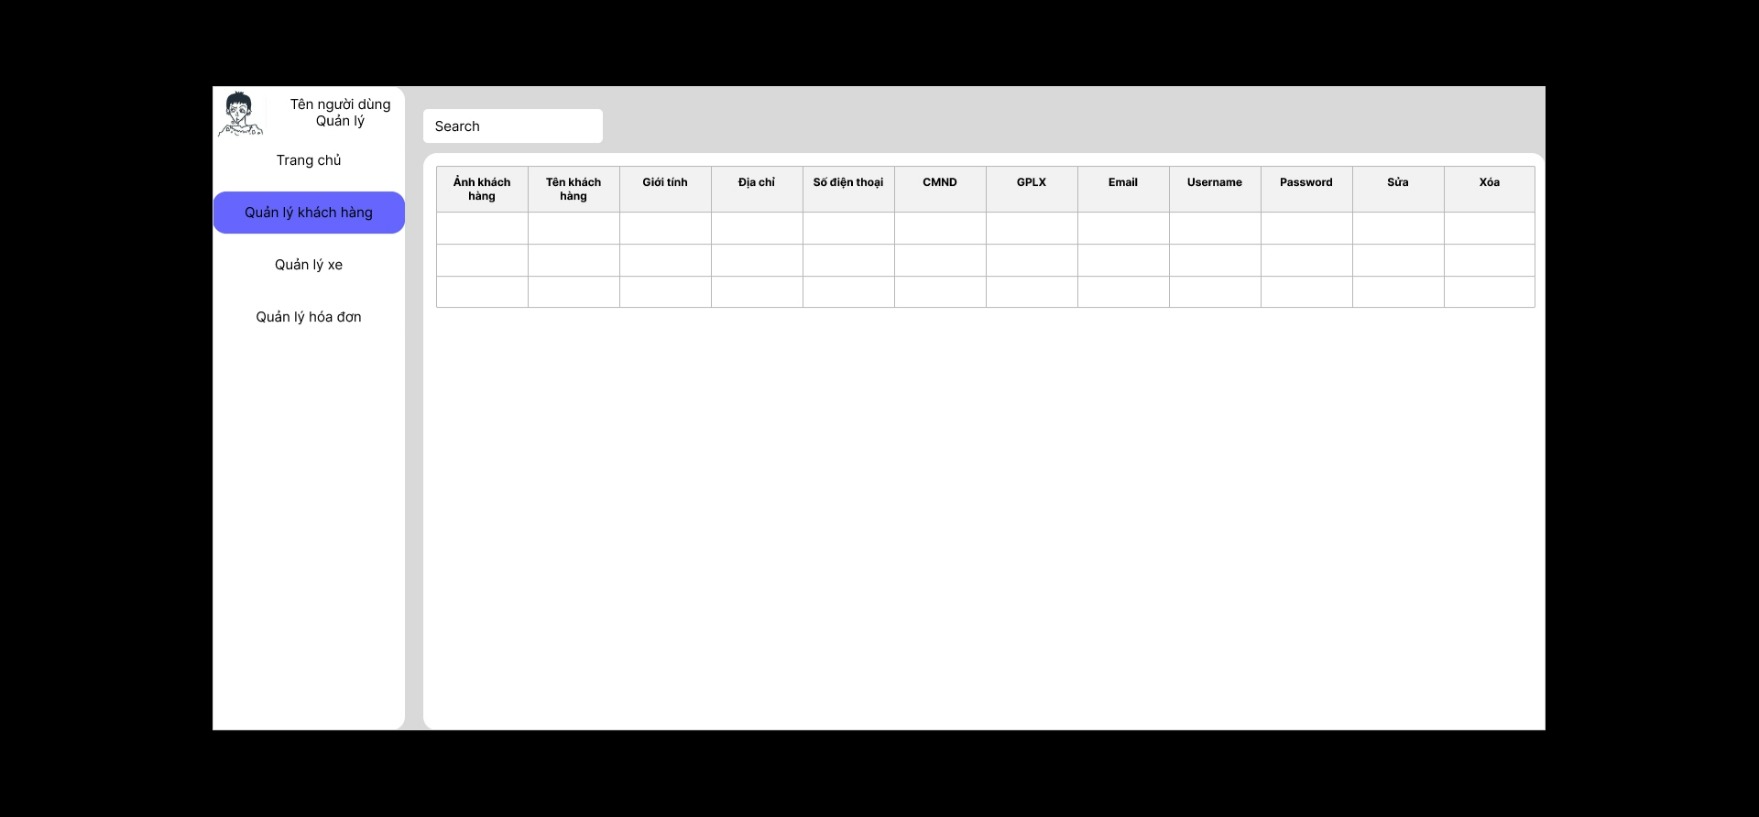 Tên người dùng
Quản lý
Trang chủ
Quản lý khách hàng
Quản lý xe
Quản lý hóa đơn
Search
Ảnh khách
hàng
Tên khách
hàng
Giới tính
Địa chỉ
Số điện thoại
CMND
GPLX
Email
Username
Password
Sửa
Xóa